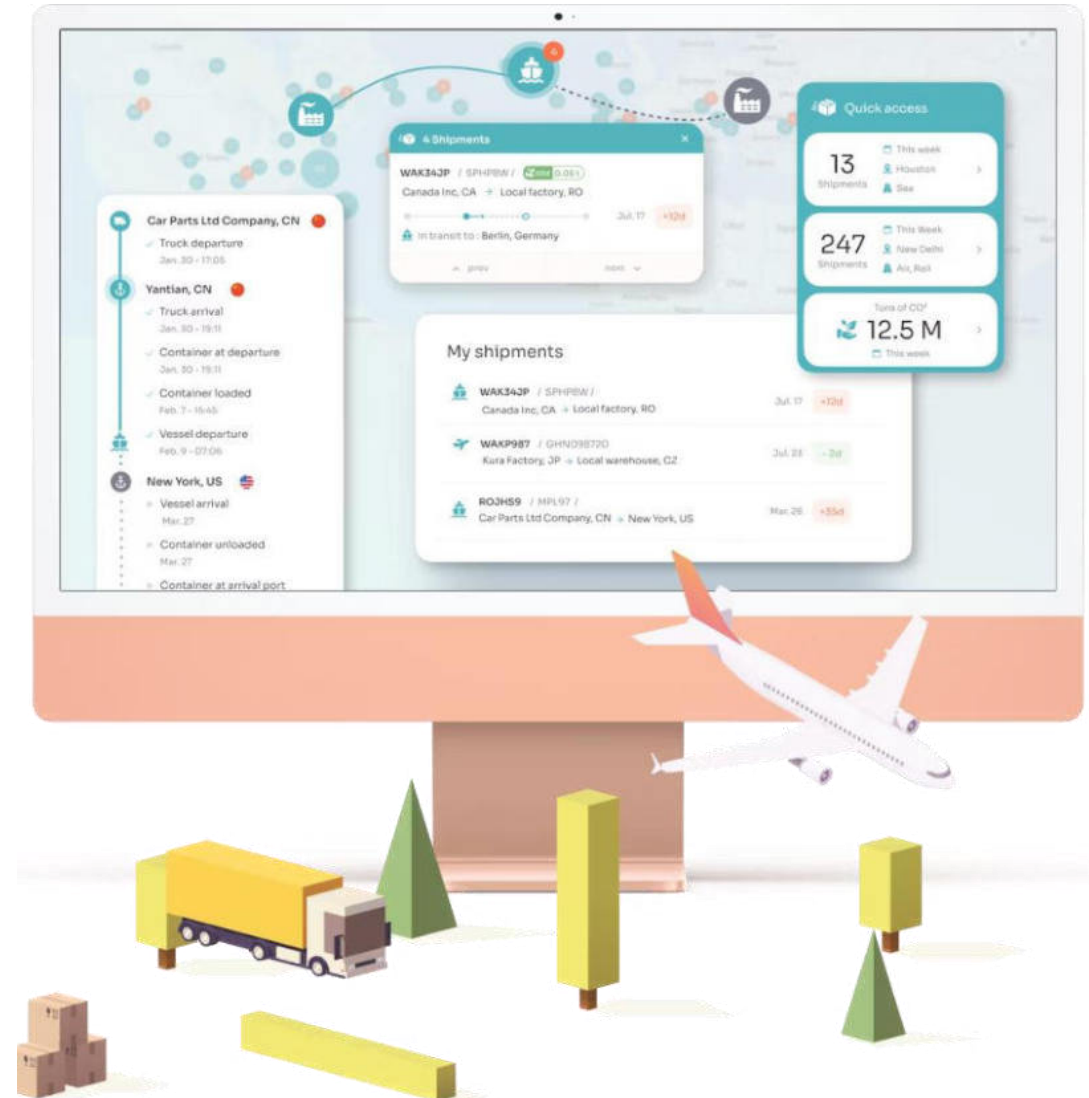 6
4 Shipments
WAK34JP / SPHP8W /
Canada Inc, CA → Local factory, RO
Jul. 17 +12d
In transit to : Berlin, Germany
prev next
Quick access
13 Shipments
This week
Houston
Sea
247 Shipments
This Week
New Delhi
Air, Rail
Tons of CO²
12.5 M
This week
Car Parts Ltd Company, CN
Truck departure
Jan. 30 - 17:05
Yantian, CN
Truck arrival
Jan. 30 - 19:11
Container at departure
Jan. 30 - 19:11
Container loaded
Feb. 7 - 15:45
Vessel departure
Feb. 9 - 07:06
New York, US
Vessel arrival
Mar. 27
Container unloaded
Mar. 27
Container at arrival port
My shipments
WAK34JP / SPHP8W /
Canada Inc, CA → Local factory, RO
Jul. 17 +12d
WAKP987 / GHN098720
Kura Factory, JP → Local warehouse, CZ
Jul. 23 - 2d
ROJHS9 / MPL97 /
Car Parts Ltd Company, CN → New York, US
Mar. 26 +35d